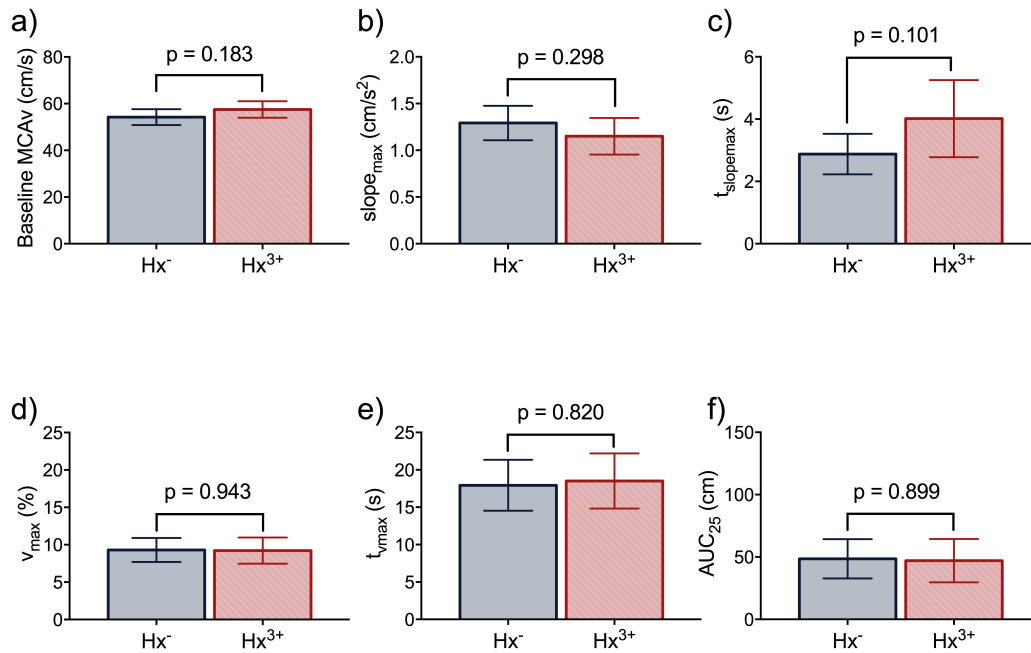 a)
Baseline MCAv (cm/s)
80
60
40
20
0
p = 0.183
Hx⁻ Hx³⁺
b)
slopeₘₐₓ (cm/s²)
2.0
1.5
1.0
0.5
0.0
p = 0.298
Hx⁻ Hx³⁺
c)
t_slopemax (s)
6
4
2
0
p = 0.101
Hx⁻ Hx³⁺
d)
vₘₐₓ (%)
25
20
15
10
5
0
p = 0.943
Hx⁻ Hx³⁺
e)
t_vmax (s)
25
20
15
10
5
0
p = 0.820
Hx⁻ Hx³⁺
f)
AUC₂₅ (cm)
150
100
50
0
p = 0.899
Hx⁻ Hx³⁺